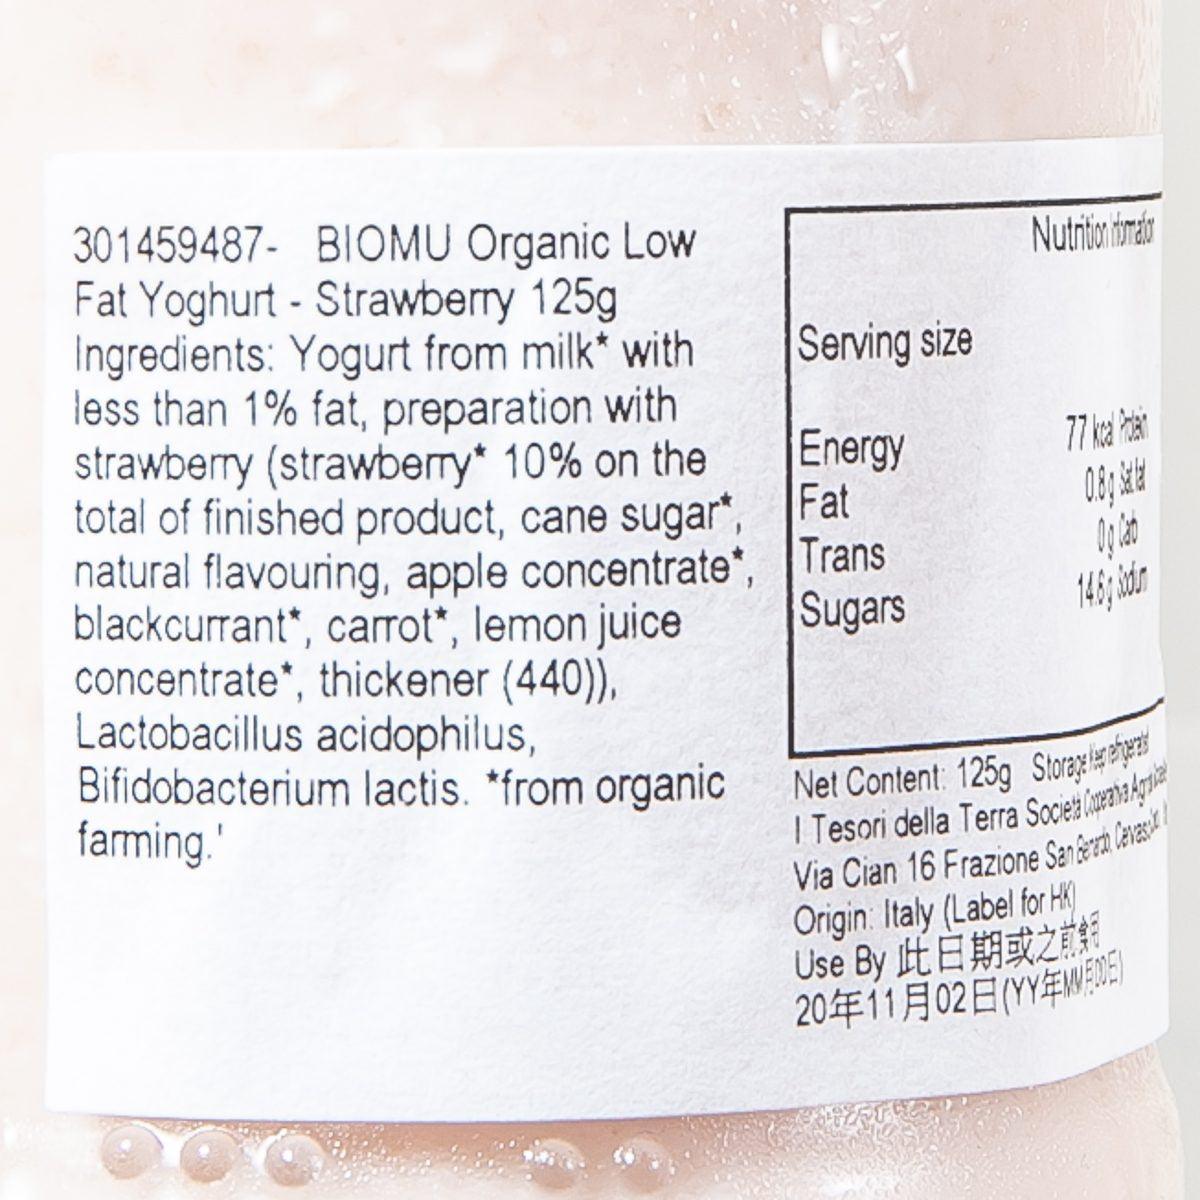 301459487- BIOMU Organic Low
Fat Yoghurt - Strawberry 125g
Ingredients: Yogurt from milk* with
less than 1% fat, preparation with
strawberry (strawberry* 10% on the
total of finished product, cane sugar*,
natural flavouring, apple concentrate*,
blackcurrant*, carrot*, lemon juice
concentrate*, thickener (440)),
Lactobacillus acidophilus,
Bifidobacterium lactis. *from organic
farming.'
Nutrition Information
Serving size
Energy 77 kcal Protein
Fat 0.8g Sat fat
Trans 0g Carb
Sugars 14.6g Sodium
Net Content: 125g Storage Keep refrigerated
I Tesori della Terra Società Cooperativa
Via Cian 16 Frazione San Bernardo, Cervasca,
Origin: Italy (Label for HK)
Use By 此日期或之前食用
20年11月02日(YY年MM月DD日)